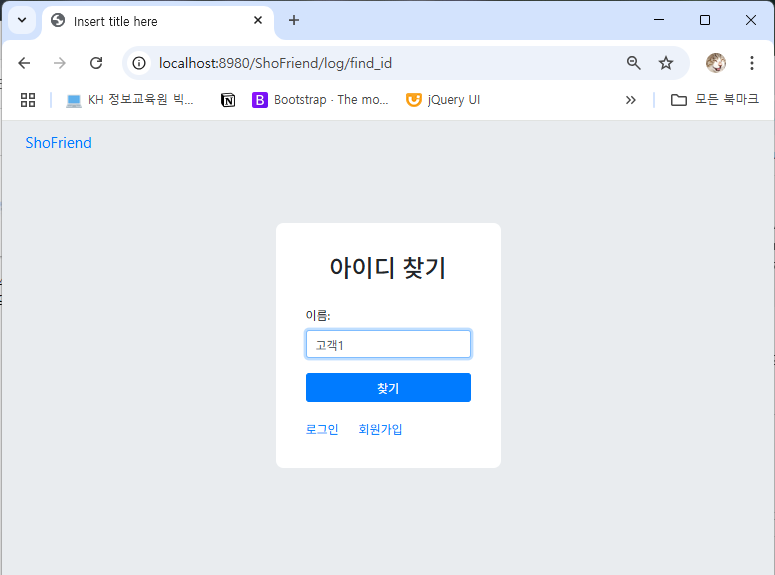 Insert title here
localhost:8980/ShoFriend/log/find_id
KH 정보교육원 빅... Bootstrap · The mo... jQuery UI 모든 북마크
ShoFriend
아이디 찾기
이름:
고객1
찾기
로그인 회원가입